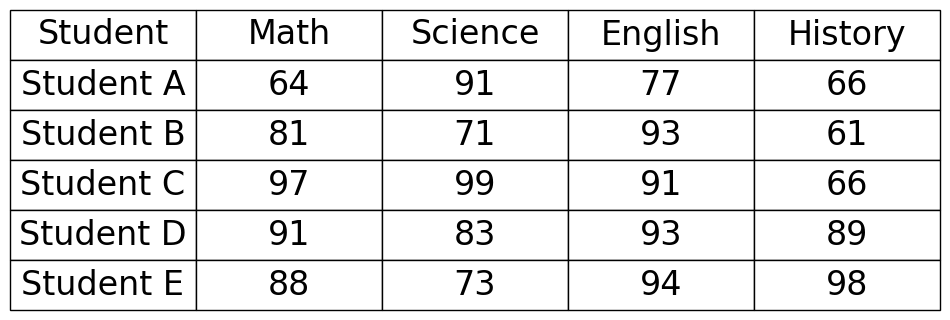 Student Math Science English History
Student A 64 91 77 66
Student B 81 71 93 61
Student C 97 99 91 66
Student D 91 83 93 89
Student E 88 73 94 98